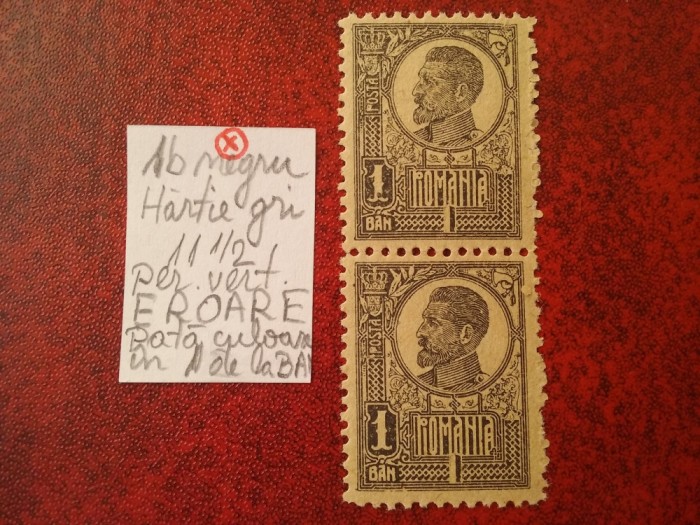 X
1b negru
Hârtie gri
11 1/2
per. vert.
EROARE
Pată culoare
în 1 de la BAN
POSTA
1
BAN
ROMANIA
1
POSTA
1
BAN
ROMANIA
1